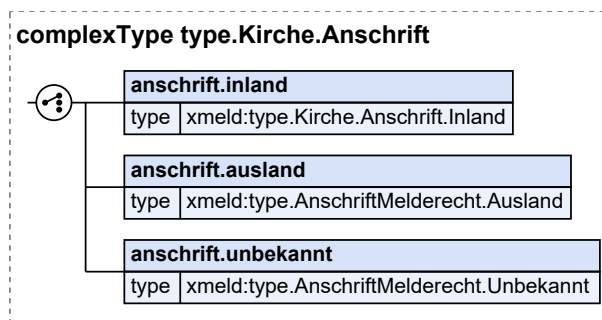 complexType type.Kirche.Anschrift
anschrift.inland
type xmeld:type.Kirche.Anschrift.Inland
anschrift.ausland
type xmeld:type.AnschriftMelderecht.Ausland
anschrift.unbekannt
type xmeld:type.AnschriftMelderecht.Unbekannt